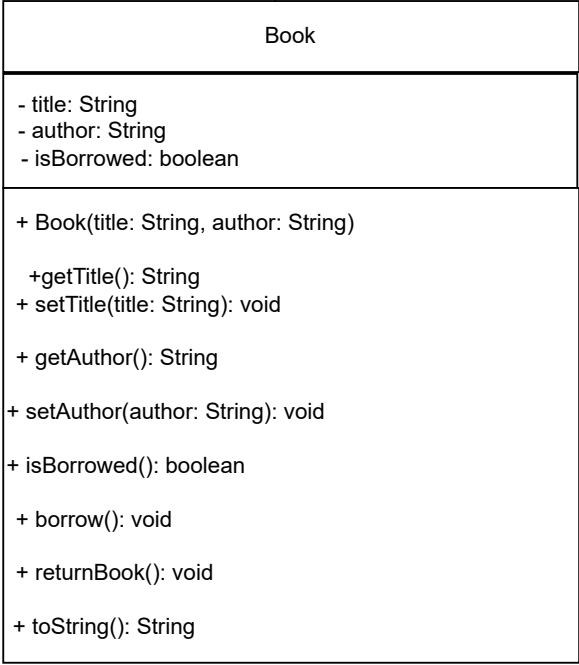 Book
- title: String
- author: String
- isBorrowed: boolean
+ Book(title: String, author: String)
+getTitle(): String
+ setTitle(title: String): void
+ getAuthor(): String
+ setAuthor(author: String): void
+ isBorrowed(): boolean
+ borrow(): void
+ returnBook(): void
+ toString(): String